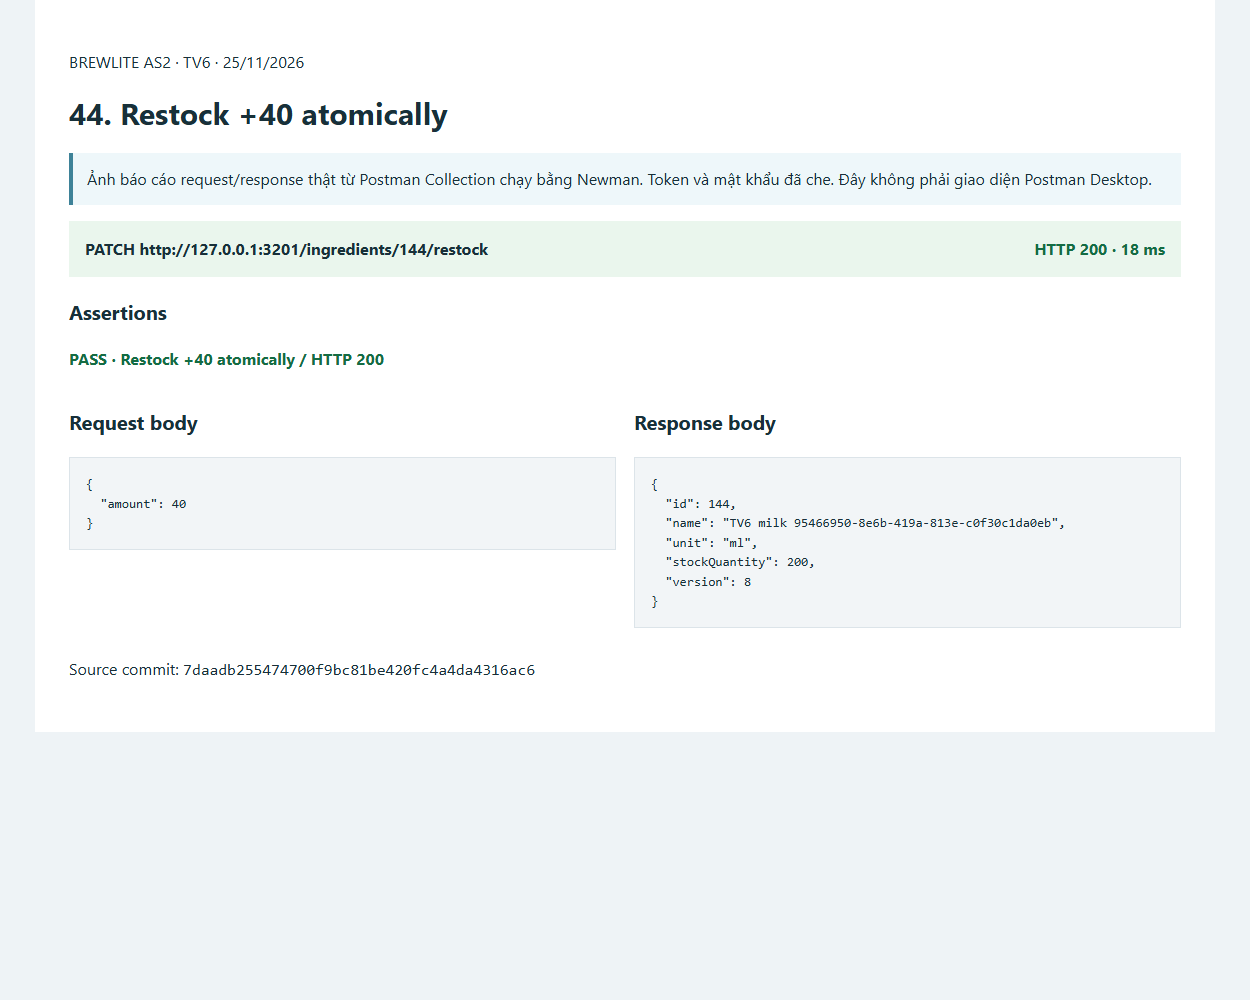 BREWLITE AS2 · TV6 · 25/11/2026
44. Restock +40 atomically
Ảnh báo cáo request/response thật từ Postman Collection chạy bằng Newman. Token và mật khẩu đã che. Đây không phải giao diện Postman Desktop.
PATCH http://127.0.0.1:3201/ingredients/144/restock
HTTP 200 · 18 ms
Assertions
PASS · Restock +40 atomically / HTTP 200
Request body
{
  "amount": 40
}
Response body
{
  "id": 144,
  "name": "TV6 milk 95466950-8e6b-419a-813e-c0f30c1da0eb",
  "unit": "ml",
  "stockQuantity": 200,
  "version": 8
}
Source commit: 7daadb255474700f9bc81be420fc4a4da4316ac6